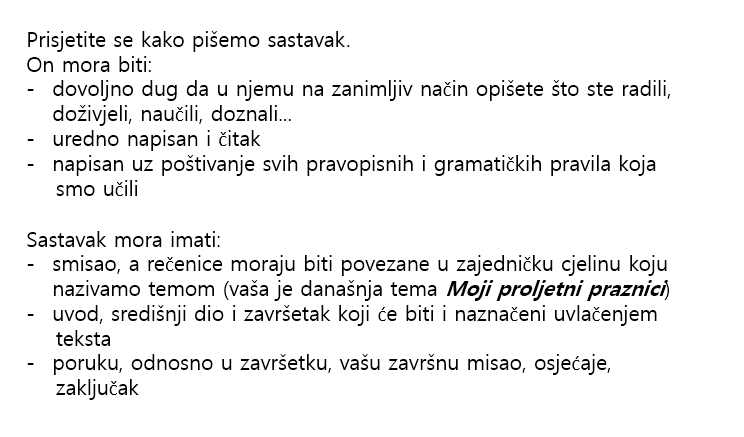 Prisjetite se kako pišemo sastavak.
On mora biti:
- dovoljno dug da u njemu na zanimljiv način opišete što ste radili,
doživjeli, naučili, doznali...
- uredno napisan i čitak
- napisan uz poštivanje svih pravopisnih i gramatičkih pravila koja
smo učili
Sastavak mora imati:
- smisao, a rečenice moraju biti povezane u zajedničku cjelinu koju
nazivamo temom (vaša je današnja tema Moji proljetni praznici)
- uvod, središnji dio i završetak koji će biti i naznačeni uvlačenjem
teksta
- poruku, odnosno u završetku, vašu završnu misao, osjećaje,
zaključak